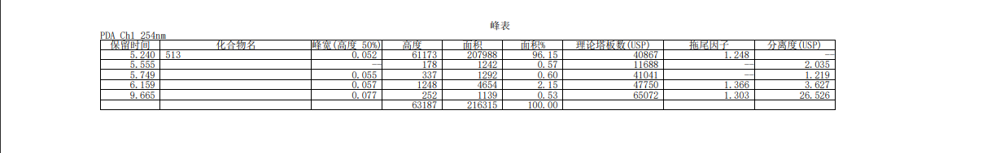 峰表
PDA Ch1 254nm
保留时间 化合物名 峰宽(高度 50%) 高度 面积 面积% 理论塔板数(USP) 拖尾因子 分离度(USP)
5.240 513 0.052 61173 207988 96.15 40867 1.248 --
5.555 -- 178 1242 0.57 11688 -- 2.035
5.749 0.055 337 1292 0.60 41041 -- 1.219
6.159 0.057 1248 4654 2.15 47750 1.366 3.627
9.665 0.077 252 1139 0.53 65072 1.303 26.526
63187 216315 100.00